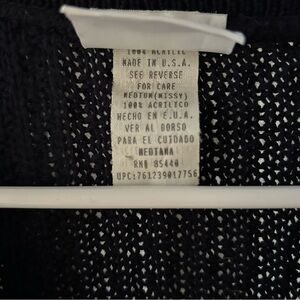 100% ACRYLIC
MADE IN U.S.A.
SEE REVERSE
FOR CARE
MEDIUM(MISSY)
100% ACRILICO
HECHO EN E.U.A.
VER AL DORSO
PARA EL CUIDADO
MEDIANA
RN# 85440
UPC:761239017756